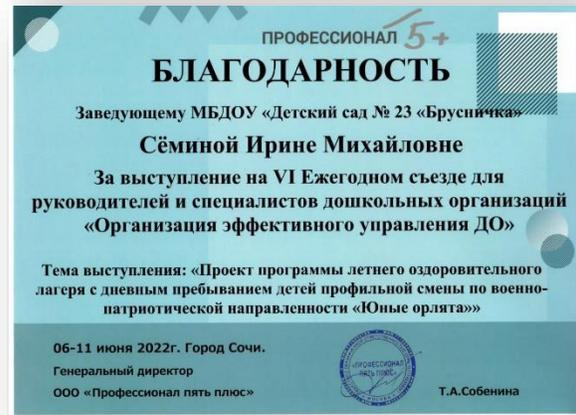 ПРОФЕССИОНАЛ 5+
БЛАГОДАРНОСТЬ
Заведующему МБДОУ «Детский сад № 23 «Брусничка»
Сёминой Ирине Михайловне
За выступление на VI Ежегодном съезде для
руководителей и специалистов дошкольных организаций
«Организация эффективного управления ДО»
Тема выступления: «Проект программы летнего оздоровительного
лагеря с дневным пребыванием детей профильной смены по военно-
патриотической направленности «Юные орлята»»
06-11 июня 2022г. Город Сочи.
Генеральный директор
ООО «Профессионал пять плюс»
«ПРОФЕССИОНАЛ
ПЯТЬ ПЛЮС»
Т.А.Собенина